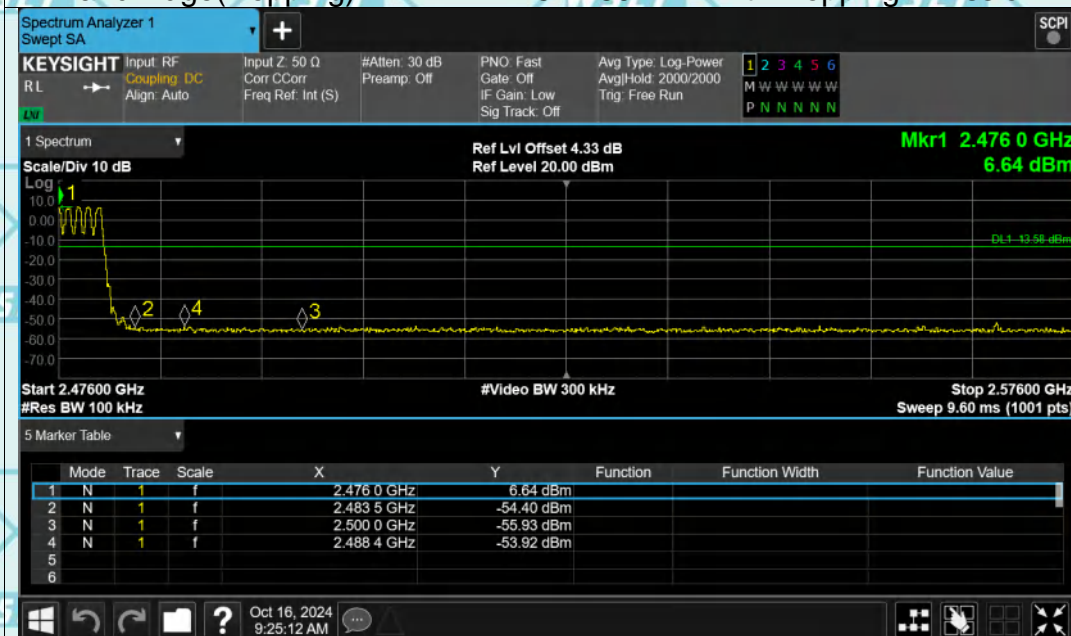 Spectrum Analyzer 1
Swept SA
+
SCPI
KEYSIGHT
RL
LNI
Input: RF
Coupling: DC
Align: Auto
Input Z: 50 Ω
Corr CCorr
Freq Ref: Int (S)
#Atten: 30 dB
Preamp: Off
PNO: Fast
Gate: Off
IF Gain: Low
Sig Track: Off
Avg Type: Log-Power
Avg|Hold: 2000/2000
Trig: Free Run
1 2 3 4 5 6
M W W W W W
P N N N N N
1 Spectrum
Scale/Div 10 dB
Ref Lvl Offset 4.33 dB
Ref Level 20.00 dBm
Mkr1 2.476 0 GHz
6.64 dBm
Log
10.0
0.00
-10.0
-20.0
-30.0
-40.0
-50.0
-60.0
-70.0
1
2
4
3
DL1 -13.58 dBm
Start 2.47600 GHz
#Res BW 100 kHz
#Video BW 300 kHz
Stop 2.57600 GHz
Sweep 9.60 ms (1001 pts)
5 Marker Table
Mode Trace Scale X Y Function Function Width Function Value
1 N 1 f 2.476 0 GHz 6.64 dBm
2 N 1 f 2.483 5 GHz -54.40 dBm
3 N 1 f 2.500 0 GHz -55.93 dBm
4 N 1 f 2.488 4 GHz -53.92 dBm
5
6
?
Oct 16, 2024
9:25:12 AM